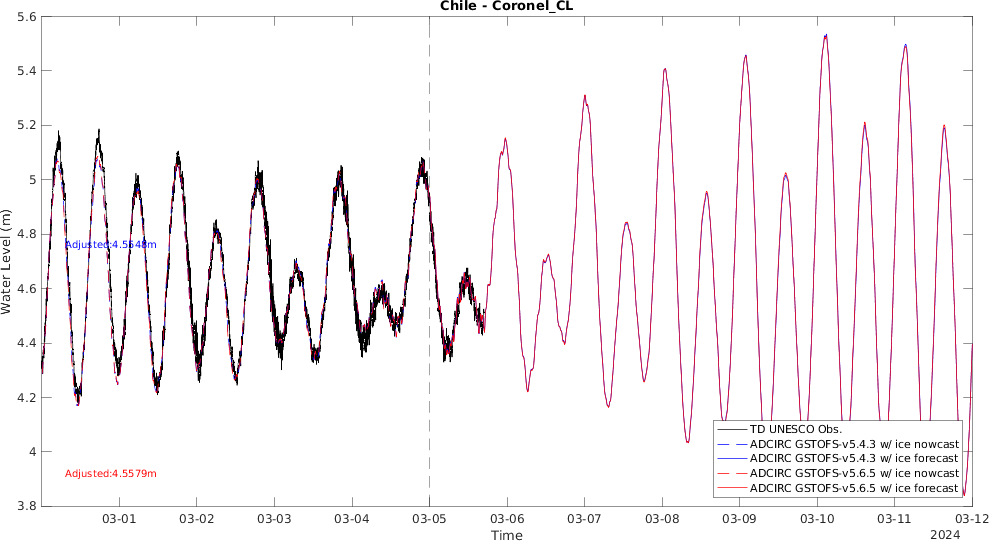 Chile - Coronel_CL
5.6
5.4
5.2
5
4.8
4.6
4.4
4.2
4
3.8
Water Level (m)
Adjusted:4.5548m
Adjusted:4.5579m
TD UNESCO Obs.
ADCIRC GSTOFS-v5.4.3 w/ ice nowcast
ADCIRC GSTOFS-v5.4.3 w/ ice forecast
ADCIRC GSTOFS-v5.6.5 w/ ice nowcast
ADCIRC GSTOFS-v5.6.5 w/ ice forecast
03-01 03-02 03-03 03-04 03-05 03-06 03-07 03-08 03-09 03-10 03-11 03-12
Time
2024